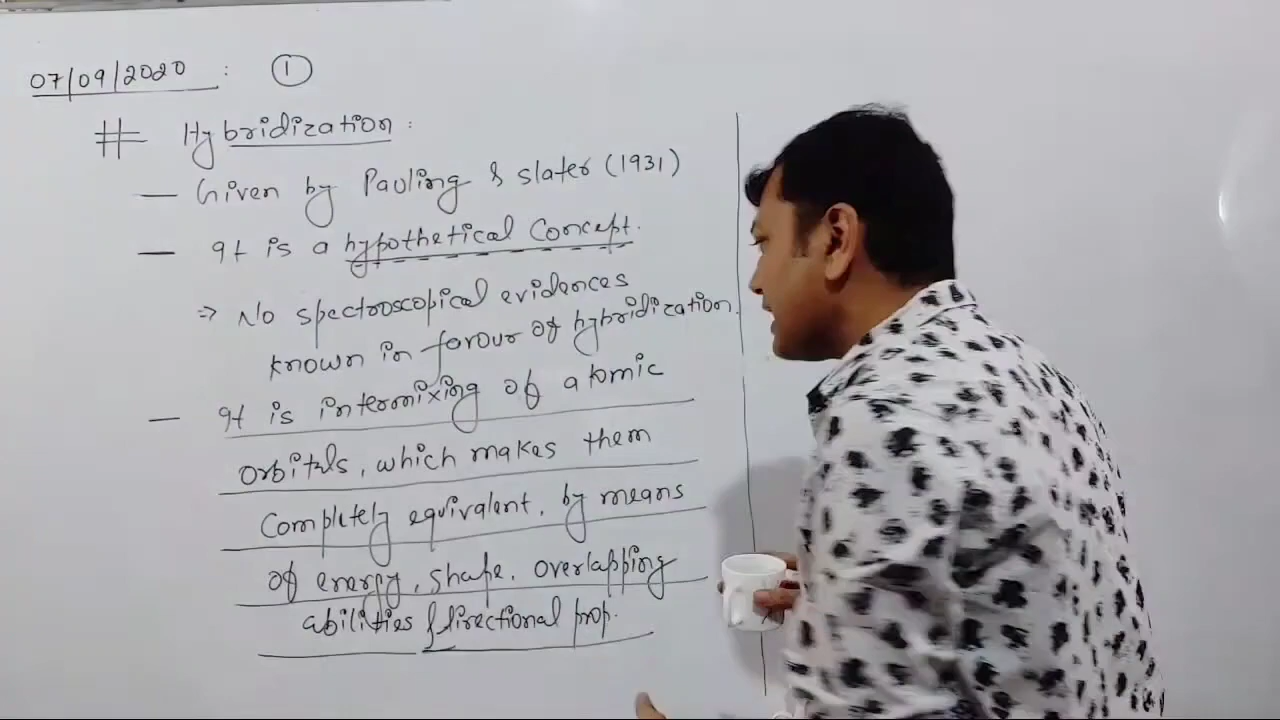 07/09/2020 : 1
# Hybridization :
— Given by Pauling & slater (1931)
— It is a hypothetical Concept.
⇒ No spectroscopical evidences
known in favour of hybridization.
— It is intermixing of atomic
orbitals, which makes them
Completely equivalent, by means
of energy, shape, overlapping
abilities & directional prop.